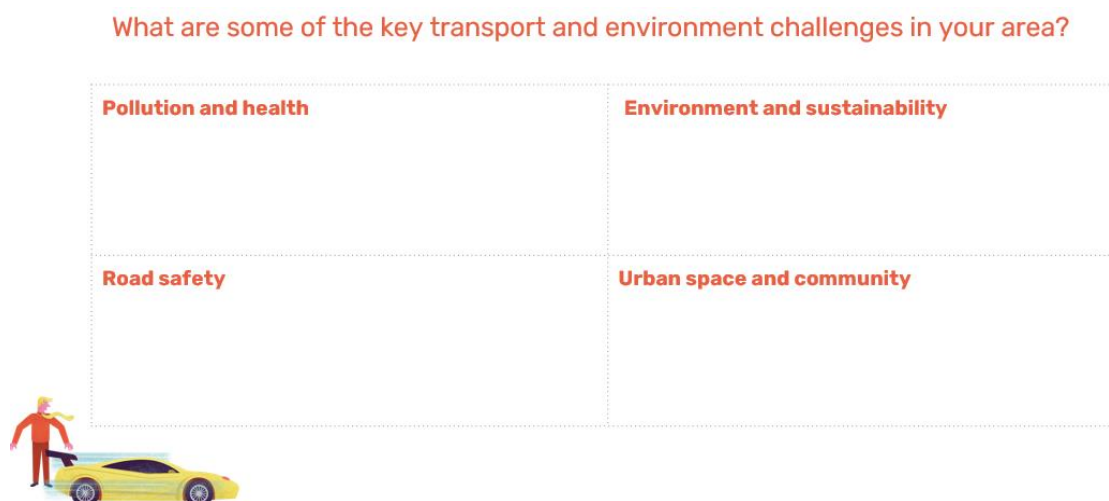 What are some of the key transport and environment challenges in your area?
Pollution and health
Environment and sustainability
Road safety
Urban space and community